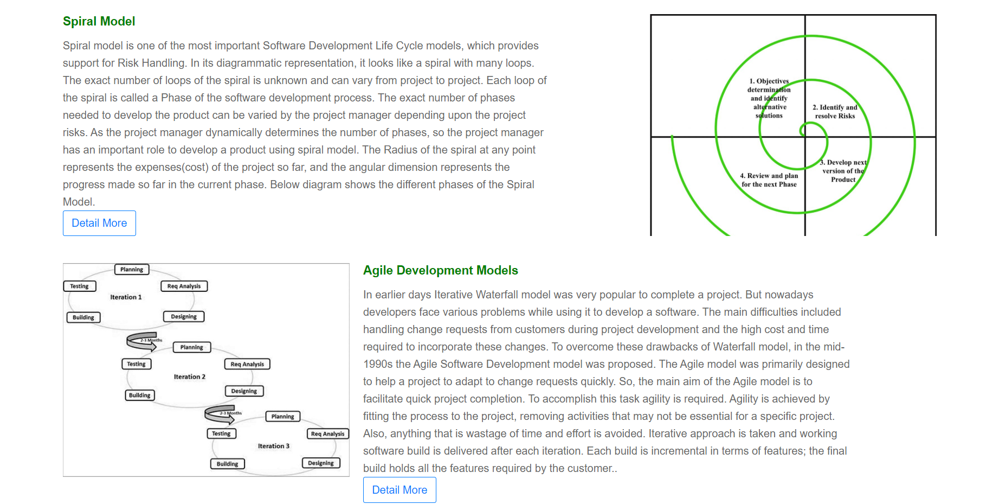 Spiral Model
Spiral model is one of the most important Software Development Life Cycle models, which provides
support for Risk Handling. In its diagrammatic representation, it looks like a spiral with many loops.
The exact number of loops of the spiral is unknown and can vary from project to project. Each loop of
the spiral is called a Phase of the software development process. The exact number of phases
needed to develop the product can be varied by the project manager depending upon the project
risks. As the project manager dynamically determines the number of phases, so the project manager
has an important role to develop a product using spiral model. The Radius of the spiral at any point
represents the expenses(cost) of the project so far, and the angular dimension represents the
progress made so far in the current phase. Below diagram shows the different phases of the Spiral
Model.
Detail More
1. Objectives
determination
and identify
alternative
solutions
2. Identify and
resolve Risks
3. Develop next
version of the
Product
4. Review and plan
for the next Phase
Planning
Testing
Req Analysis
Iteration 1
Building
Designing
2-3 Months
Planning
Testing
Req Analysis
Iteration 2
Building
Designing
2-3 Months
Planning
Testing
Req Analysis
Iteration 3
Building
Designing
Agile Development Models
In earlier days Iterative Waterfall model was very popular to complete a project. But nowadays
developers face various problems while using it to develop a software. The main difficulties included
handling change requests from customers during project development and the high cost and time
required to incorporate these changes. To overcome these drawbacks of Waterfall model, in the mid-
1990s the Agile Software Development model was proposed. The Agile model was primarily designed
to help a project to adapt to change requests quickly. So, the main aim of the Agile model is to
facilitate quick project completion. To accomplish this task agility is required. Agility is achieved by
fitting the process to the project, removing activities that may not be essential for a specific project.
Also, anything that is wastage of time and effort is avoided. Iterative approach is taken and working
software build is delivered after each iteration. Each build is incremental in terms of features; the final
build holds all the features required by the customer..
Detail More